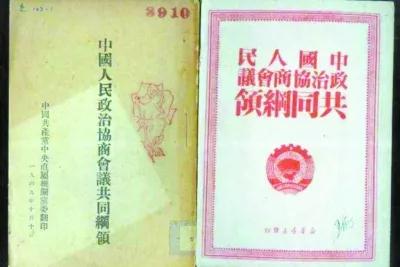 8910
中國人民政治協商會議共同綱領
中國共產黨中央直屬機關黨委翻印
中國人民
政治協商會議
共同綱領